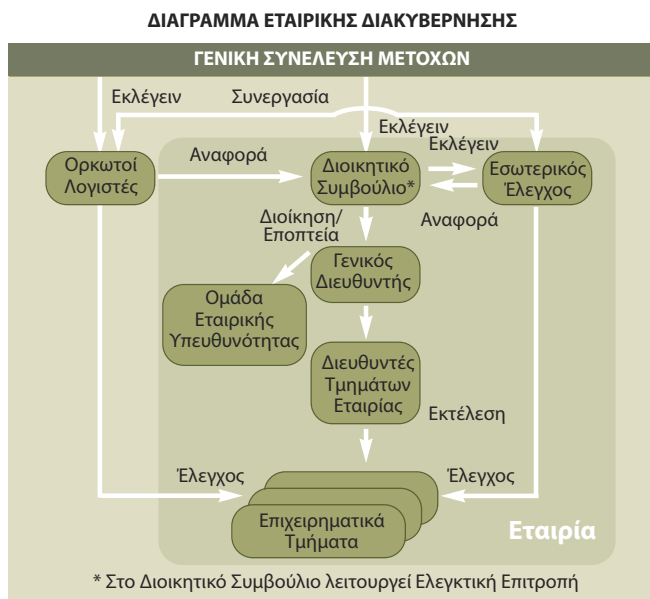 ΔΙΑΓΡΑΜΜΑ ΕΤΑΙΡΙΚΗΣ ΔΙΑΚΥΒΕΡΝΗΣΗΣ
ΓΕΝΙΚΗ ΣΥΝΕΛΕΥΣΗ ΜΕΤΟΧΩΝ
Εκλέγειν
Συνεργασία
Εκλέγειν
Εκλέγειν
Ορκωτοί
Λογιστές
Αναφορά
Διοικητικό
Συμβούλιο*
Εσωτερικός
Έλεγχος
Αναφορά
Διοίκηση/
Εποπτεία
Γενικός
Διευθυντής
Ομάδα
Εταιρικής
Υπευθυνότητας
Διευθυντές
Τμημάτων
Εταιρίας
Εκτέλεση
Έλεγχος
Έλεγχος
Επιχειρηματικά
Τμήματα
Εταιρία
* Στο Διοικητικό Συμβούλιο λειτουργεί Ελεγκτική Επιτροπή